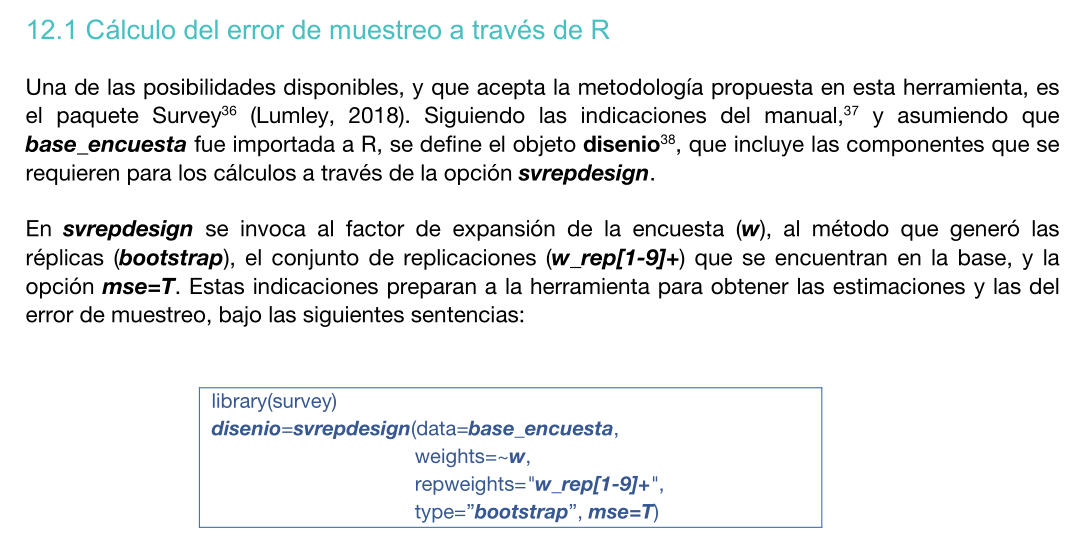 12.1 Cálculo del error de muestreo a través de R
Una de las posibilidades disponibles, y que acepta la metodología propuesta en esta herramienta, es
el paquete Survey³⁶ (Lumley, 2018). Siguiendo las indicaciones del manual,³⁷ y asumiendo que
base_encuesta fue importada a R, se define el objeto disenio³⁸, que incluye las componentes que se
requieren para los cálculos a través de la opción svrepdesign.
En svrepdesign se invoca al factor de expansión de la encuesta (w), al método que generó las
réplicas (bootstrap), el conjunto de replicaciones (w_rep[1-9]+) que se encuentran en la base, y la
opción mse=T. Estas indicaciones preparan a la herramienta para obtener las estimaciones y las del
error de muestreo, bajo las siguientes sentencias:
library(survey)
disenio=svrepdesign(data=base_encuesta,
weights=~w,
repweights="w_rep[1-9]+",
type=”bootstrap”, mse=T)